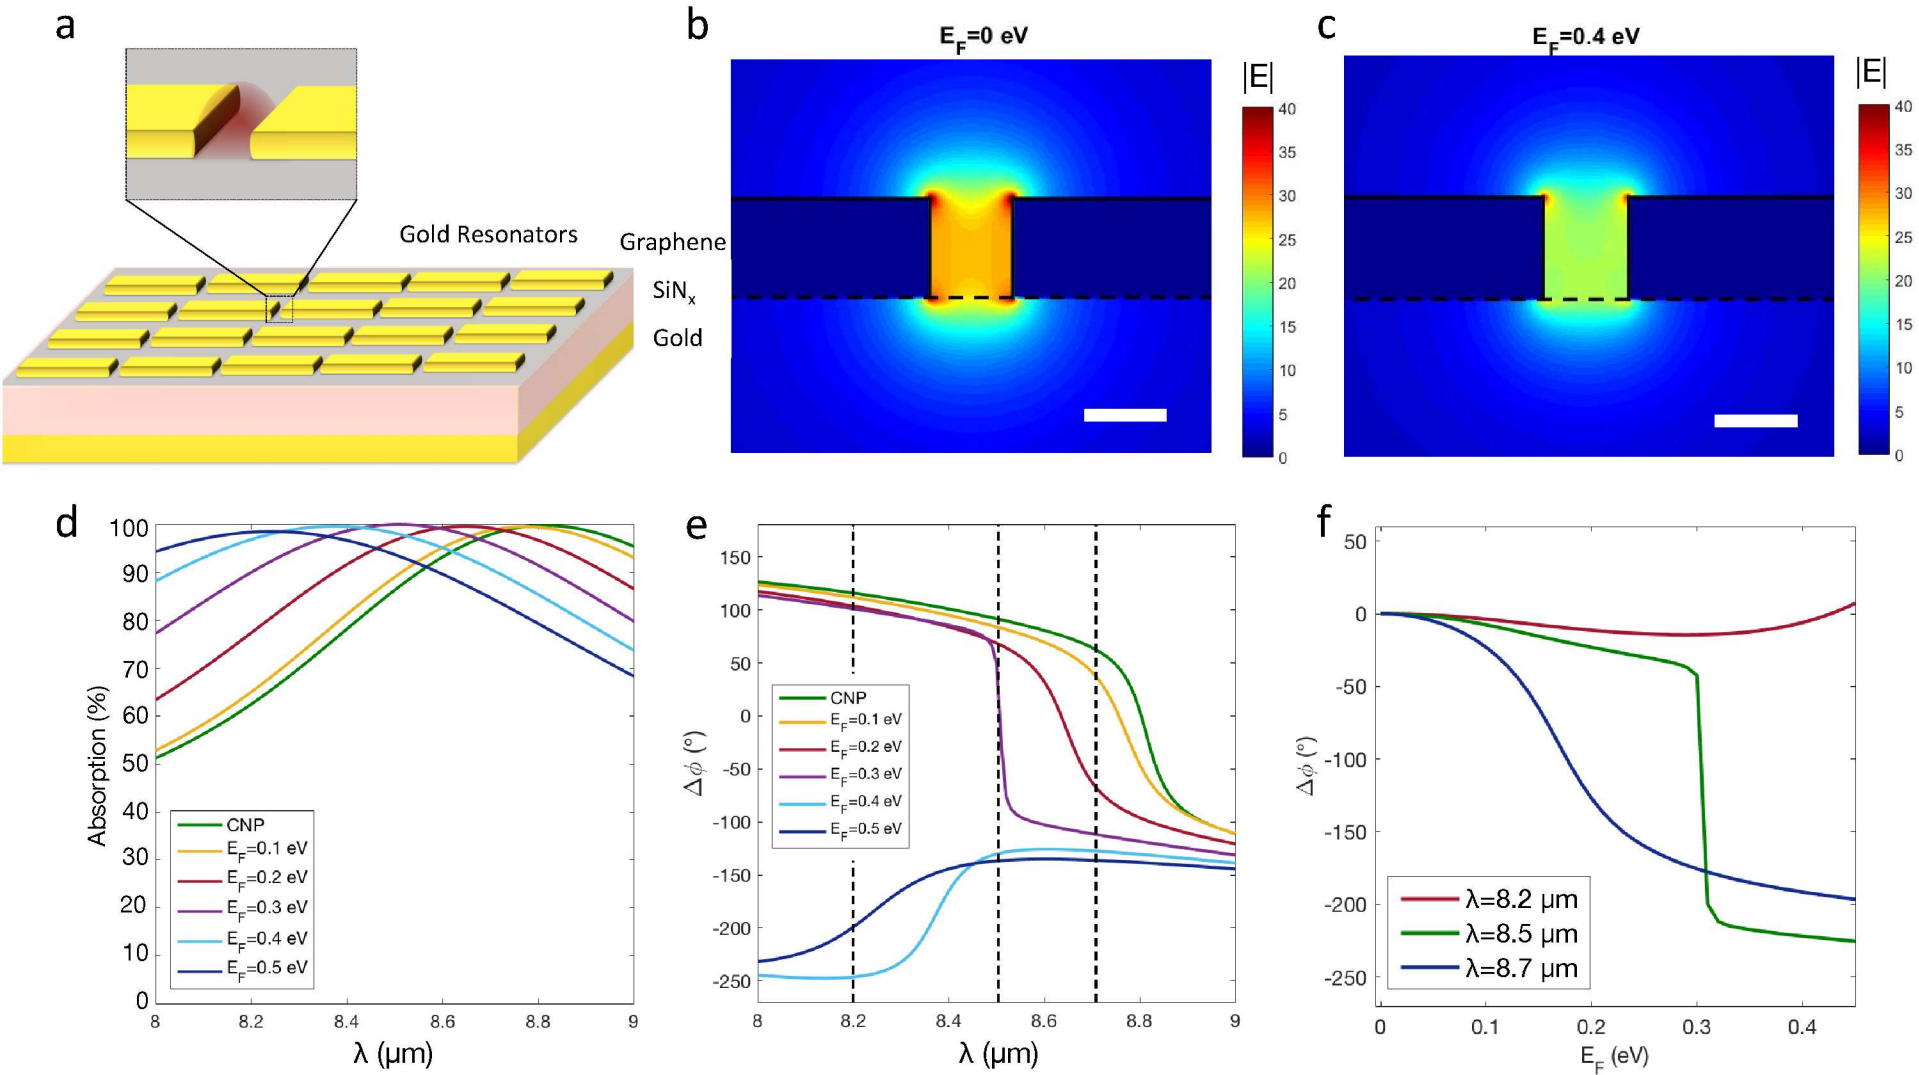 a
Gold Resonators
Graphene
SiNx
Gold
b
EF=0 eV
|E|
40
35
30
25
20
15
10
5
0
c
EF=0.4 eV
|E|
40
35
30
25
20
15
10
5
0
d
Absorption (%)
100
90
80
70
60
50
40
30
20
10
0
CNP
EF=0.1 eV
EF=0.2 eV
EF=0.3 eV
EF=0.4 eV
EF=0.5 eV
8 8.2 8.4 8.6 8.8 9
λ (µm)
e
Δϕ (°)
150
100
50
0
-50
-100
-150
-200
-250
CNP
EF=0.1 eV
EF=0.2 eV
EF=0.3 eV
EF=0.4 eV
EF=0.5 eV
8 8.2 8.4 8.6 8.8 9
λ (µm)
f
Δϕ (°)
50
0
-50
-100
-150
-200
-250
λ=8.2 µm
λ=8.5 µm
λ=8.7 µm
0 0.1 0.2 0.3 0.4
EF (eV)